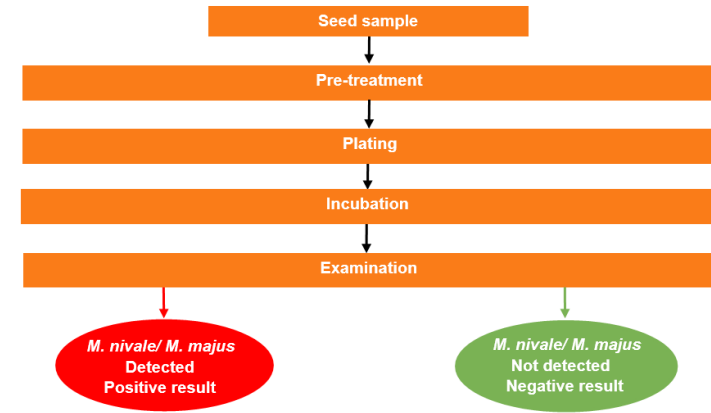 Seed sample
Pre-treatment
Plating
Incubation
Examination
M. nivale/ M. majus
Detected
Positive result
M. nivale/ M. majus
Not detected
Negative result